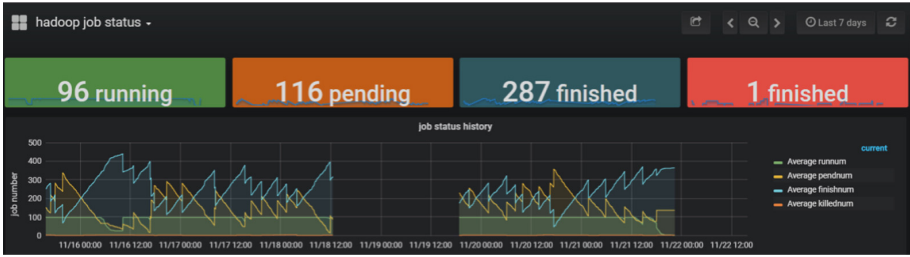 hadoop job status
Last 7 days
96 running
116 pending
287 finished
1 finished
job status history
job number
500
400
300
200
100
0
11/16 00:00 11/16 12:00 11/17 00:00 11/17 12:00 11/18 00:00 11/18 12:00 11/19 00:00 11/19 12:00 11/20 00:00 11/20 12:00 11/21 00:00 11/21 12:00 11/22 00:00 11/22 12:00
current
Average runnum
Average pendnum
Average finishnum
Average killednum